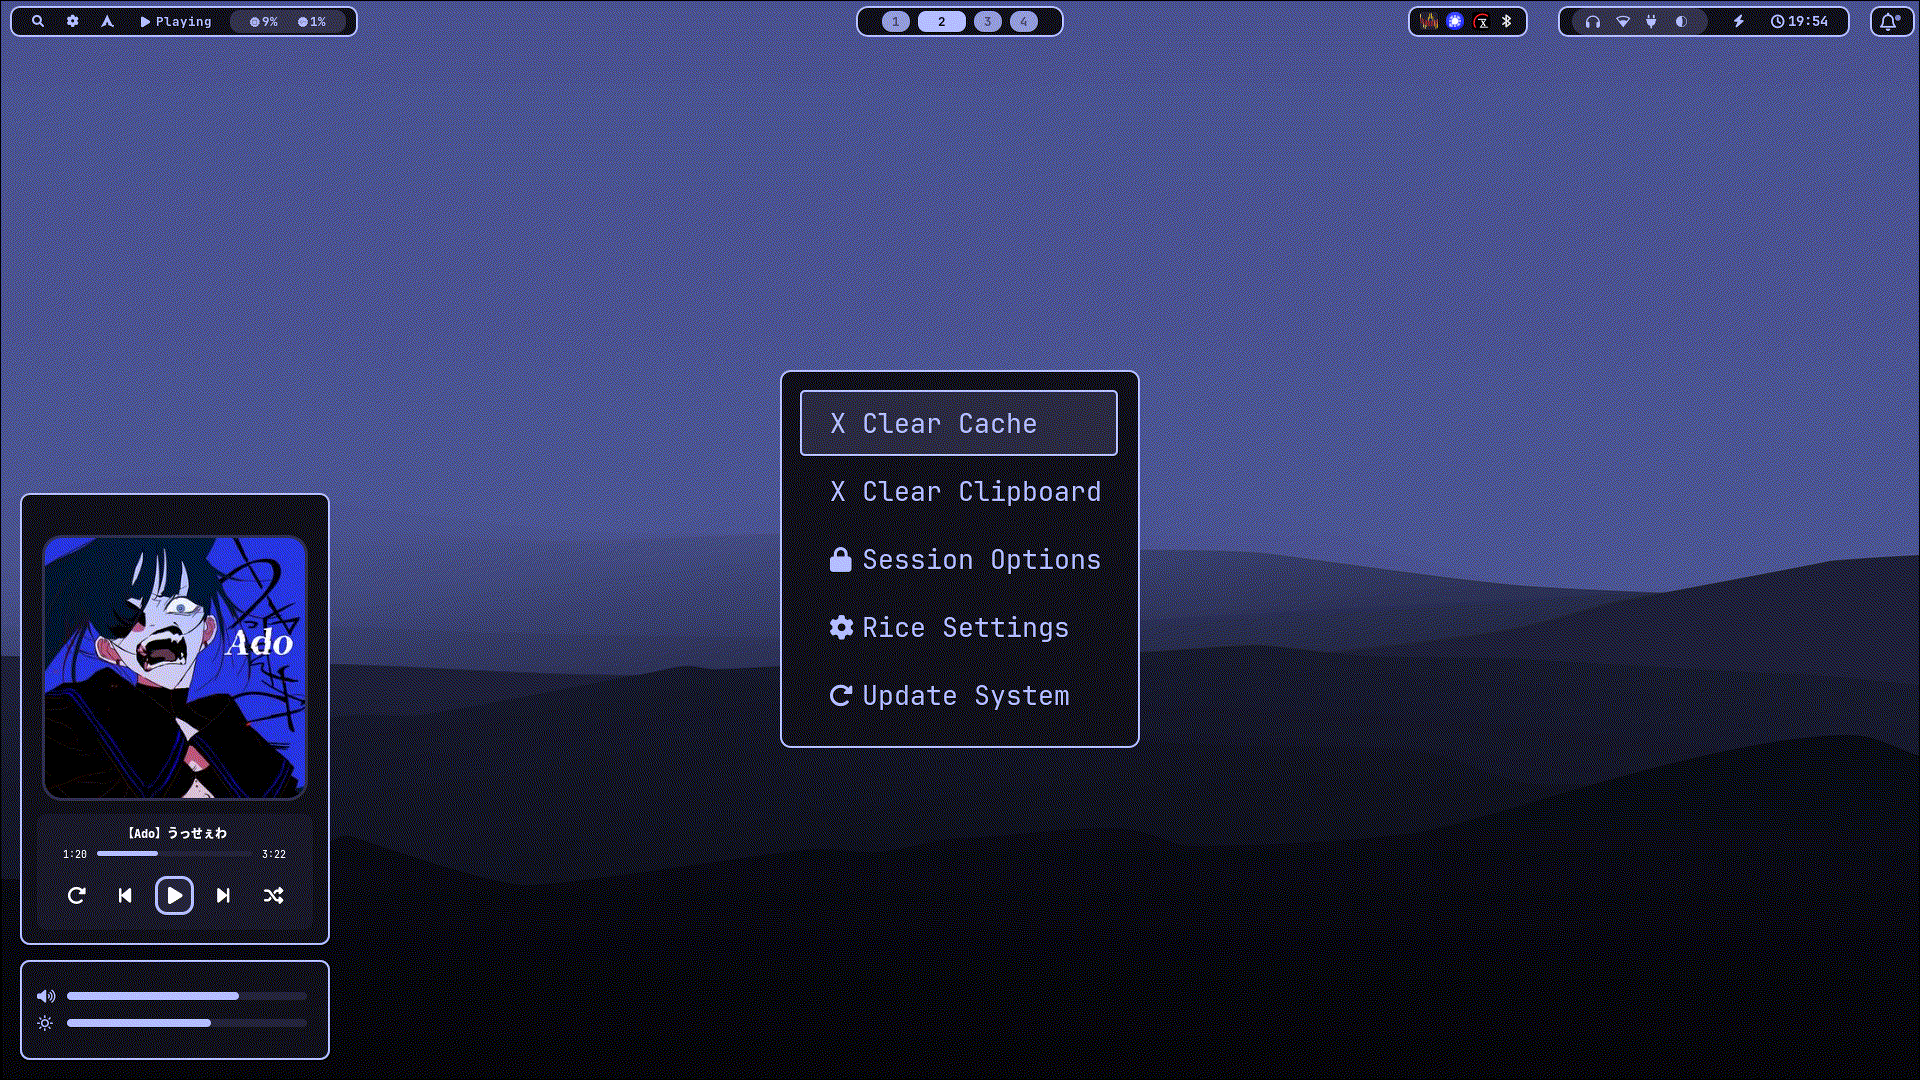 Playing
9%
1%
1
2
3
4
19:54
X Clear Cache
X Clear Clipboard
Session Options
Rice Settings
Update System
Ado
【Ado】うっせぇわ
1:20
3:22